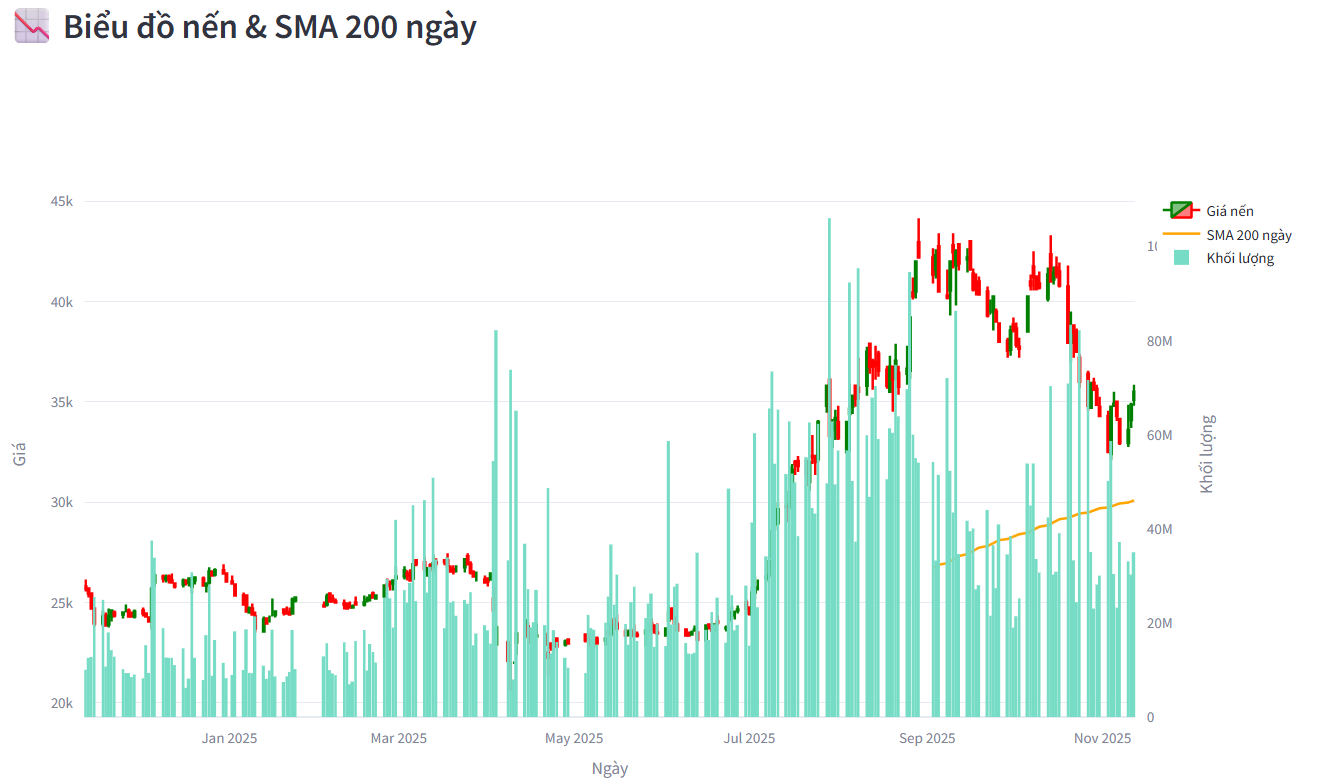 Biểu đồ nến & SMA 200 ngày
45k
40k
35k
30k
25k
20k
Giá
Jan 2025
Mar 2025
May 2025
Jul 2025
Sep 2025
Nov 2025
Ngày
80M
60M
40M
20M
0
Khối lượng
Giá nến
SMA 200 ngày
Khối lượng